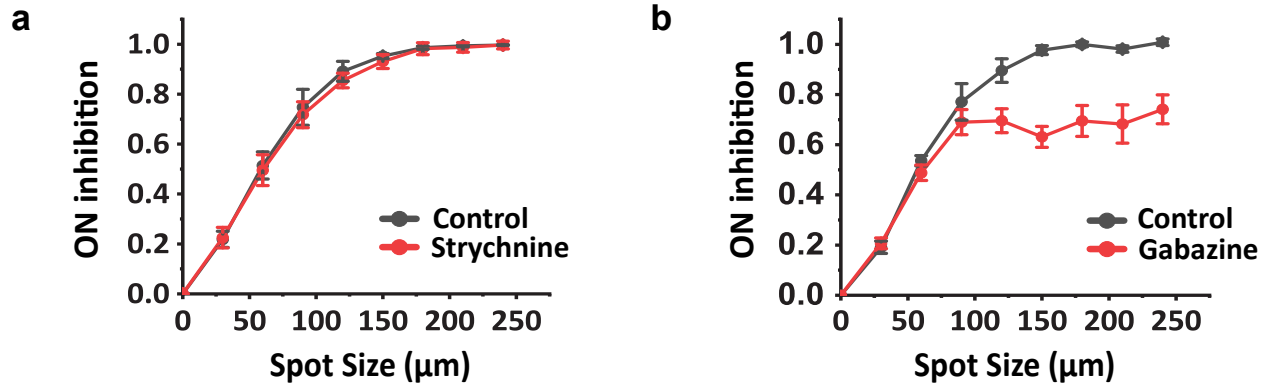 a
ON inhibition
1.0
0.8
0.6
0.4
0.2
0.0
Control
Strychnine
0 50 100 150 200 250
Spot Size (μm)
b
ON inhibition
1.0
0.8
0.6
0.4
0.2
0.0
Control
Gabazine
0 50 100 150 200 250
Spot Size (μm)